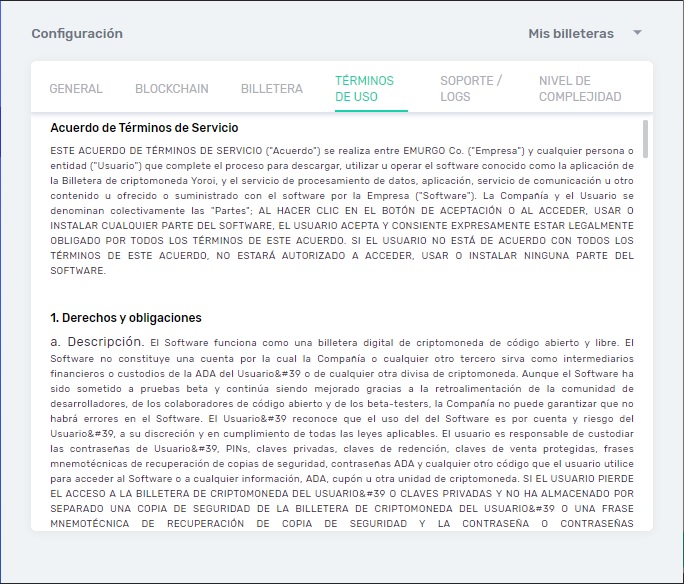 Configuración
Mis billeteras
GENERAL
BLOCKCHAIN
BILLETERA
TÉRMINOS
DE USO
SOPORTE /
LOGS
NIVEL DE
COMPLEJIDAD
Acuerdo de Términos de Servicio
ESTE ACUERDO DE TÉRMINOS DE SERVICIO ("Acuerdo") se realiza entre EMURGO Co. ("Empresa") y cualquier persona o
entidad ("Usuario") que complete el proceso para descargar, utilizar u operar el software conocido como la aplicación de
la Billetera de criptomoneda Yoroi, y el servicio de procesamiento de datos, aplicación, servicio de comunicación u otro
contenido u ofrecido o suministrado con el software por la Empresa ("Software"). La Compañía y el Usuario se
denominan colectivamente las "Partes"; AL HACER CLIC EN EL BOTÓN DE ACEPTACIÓN O AL ACCEDER, USAR O
INSTALAR CUALQUIER PARTE DEL SOFTWARE, EL USUARIO ACEPTA Y CONSIENTE EXPRESAMENTE ESTAR LEGALMENTE
OBLIGADO POR TODOS LOS TÉRMINOS DE ESTE ACUERDO. SI EL USUARIO NO ESTÁ DE ACUERDO CON TODOS LOS
TÉRMINOS DE ESTE ACUERDO, NO ESTARÁ AUTORIZADO A ACCEDER, USAR O INSTALAR NINGUNA PARTE DEL
SOFTWARE.
1. Derechos y obligaciones
a. Descripción. El Software funciona como una billetera digital de criptomoneda de código abierto y libre. El
Software no constituye una cuenta por la cual la Compañía o cualquier otro tercero sirva como intermediarios
financieros o custodios de la ADA del Usuario&#39 o de cualquier otra divisa de criptomoneda. Aunque el Software ha
sido sometido a pruebas beta y continúa siendo mejorado gracias a la retroalimentación de la comunidad de
desarrolladores, de los colaboradores de código abierto y de los beta-testers, la Compañía no puede garantizar que no
habrá errores en el Software. El Usuario&#39 reconoce que el uso del del Software es por cuenta y riesgo del
Usuario&#39, a su discreción y en cumplimiento de todas las leyes aplicables. El usuario es responsable de custodiar
las contraseñas de Usuario&#39, PINs, claves privadas, claves de redención, claves de venta protegidas, frases
mnemotécnicas de recuperación de copias de seguridad, contraseñas ADA y cualquier otro código que el usuario utilice
para acceder al Software o a cualquier información, ADA, cupón u otra unidad de criptomoneda. SI EL USUARIO PIERDE
EL ACCESO A LA BILLETERA DE CRIPTOMONEDA DEL USUARIO&#39 O CLAVES PRIVADAS Y NO HA ALMACENADO POR
SEPARADO UNA COPIA DE SEGURIDAD DE LA BILLETERA DE CRIPTOMONEDA DEL USUARIO&#39 O UNA FRASE
MNEMOTÉCNICA DE RECUPERACIÓN DE COPIA DE SEGURIDAD Y LA CONTRASEÑA O CONTRASEÑAS